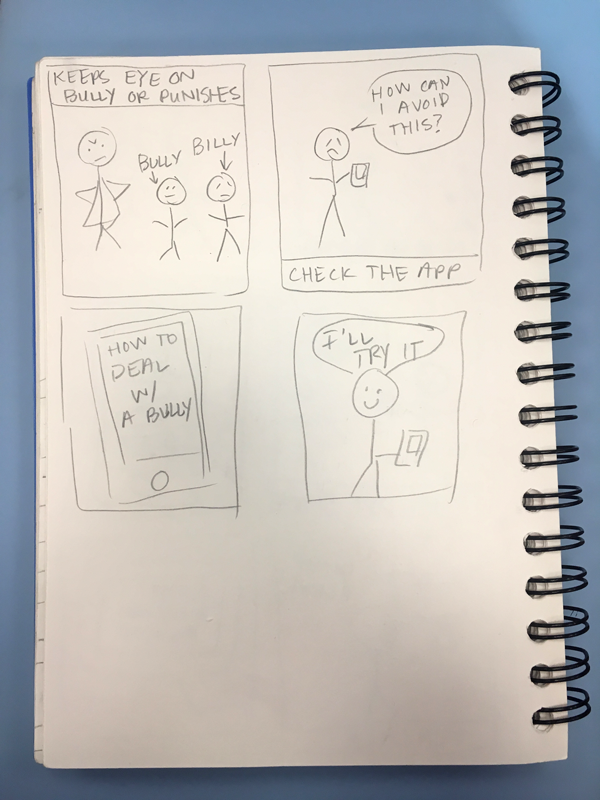 KEEPS EYE ON
BULLY OR PUNISHES
BULLY
BILLY
HOW CAN
I AVOID
THIS?
CHECK THE APP
HOW TO
DEAL
W/
A BULLY
I'LL
TRY IT